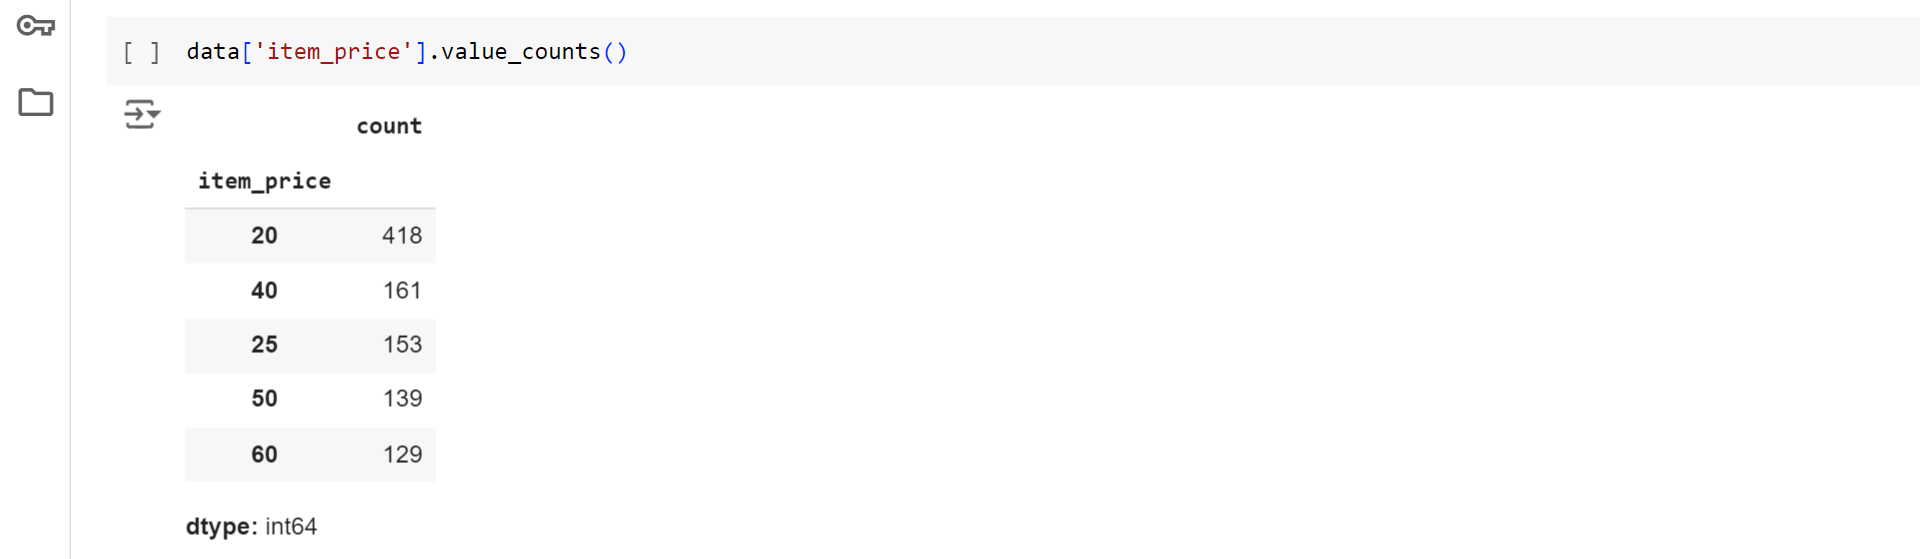 [ ] data['item_price'].value_counts()
count
item_price
20 418
40 161
25 153
50 139
60 129
dtype: int64